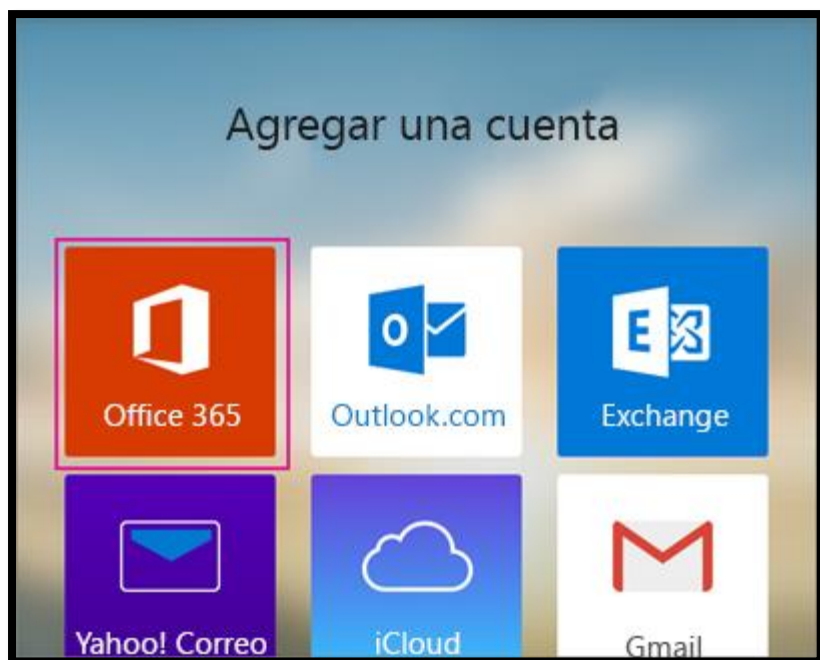 Agregar una cuenta
Office 365
Outlook.com
Exchange
Yahoo! Correo
iCloud
Gmail